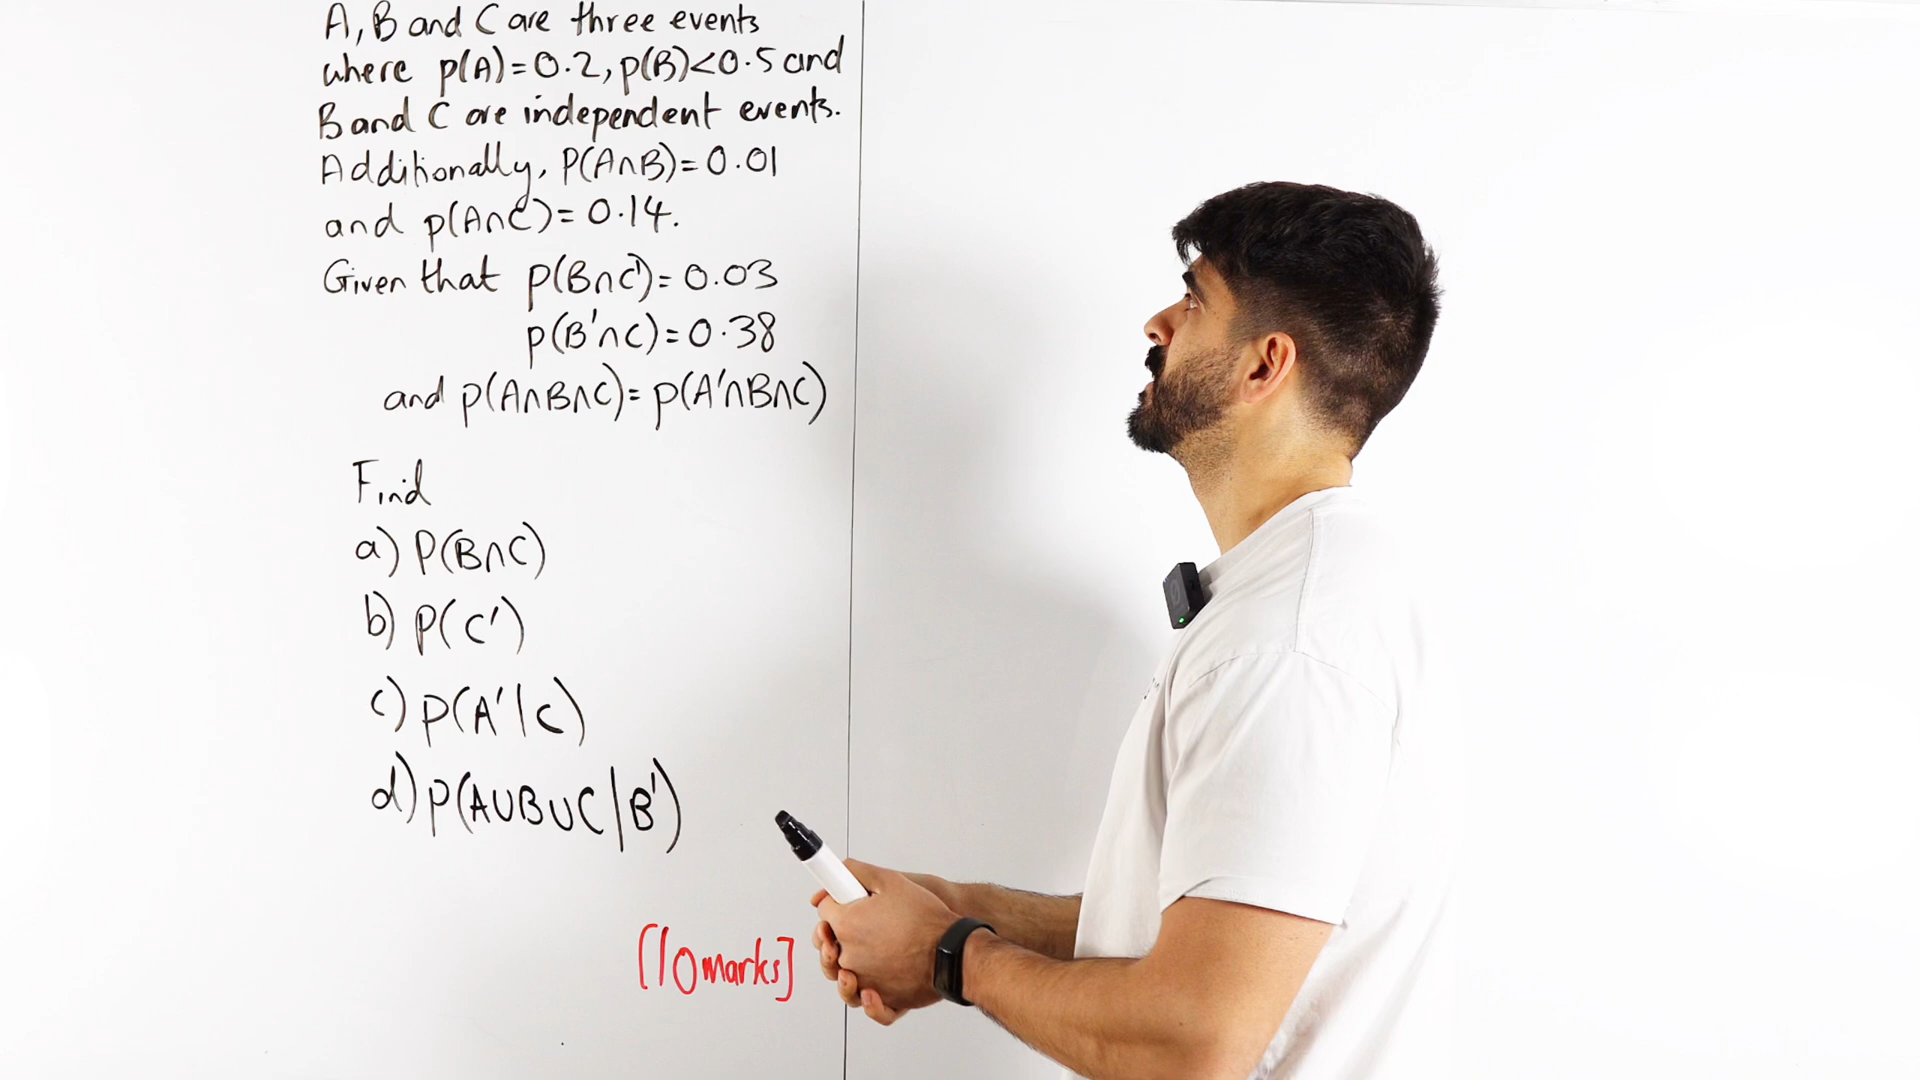 A, B and C are three events
where p(A)=0.2, p(B)<0.5 and
B and C are independent events.
Additionally, P(A∩B)=0.01
and p(A∩C)=0.14.
Given that p(B∩C')=0.03
p(B'∩C)=0.38
and p(A∩B∩C)=p(A'∩B∩C)
Find
a) P(B∩C)
b) P(C')
c) p(A'|C)
d) p(A∪B∪C|B')
[10 marks]